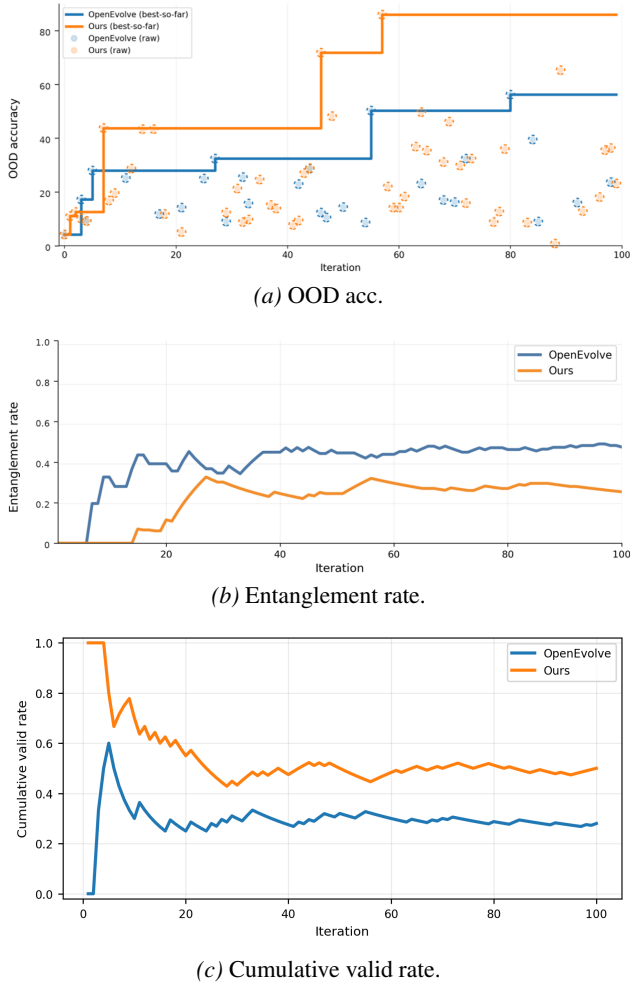 OpenEvolve (best-so-far)
Ours (best-so-far)
OpenEvolve (raw)
Ours (raw)
80
60
40
20
0
OOD accuracy
0 20 40 60 80 100
Iteration
(a) OOD acc.
1.0
0.8
0.6
0.4
0.2
0
Entanglement rate
OpenEvolve
Ours
20 40 60 80 100
Iteration
(b) Entanglement rate.
1.0
0.8
0.6
0.4
0.2
0.0
Cumulative valid rate
OpenEvolve
Ours
0 20 40 60 80 100
Iteration
(c) Cumulative valid rate.